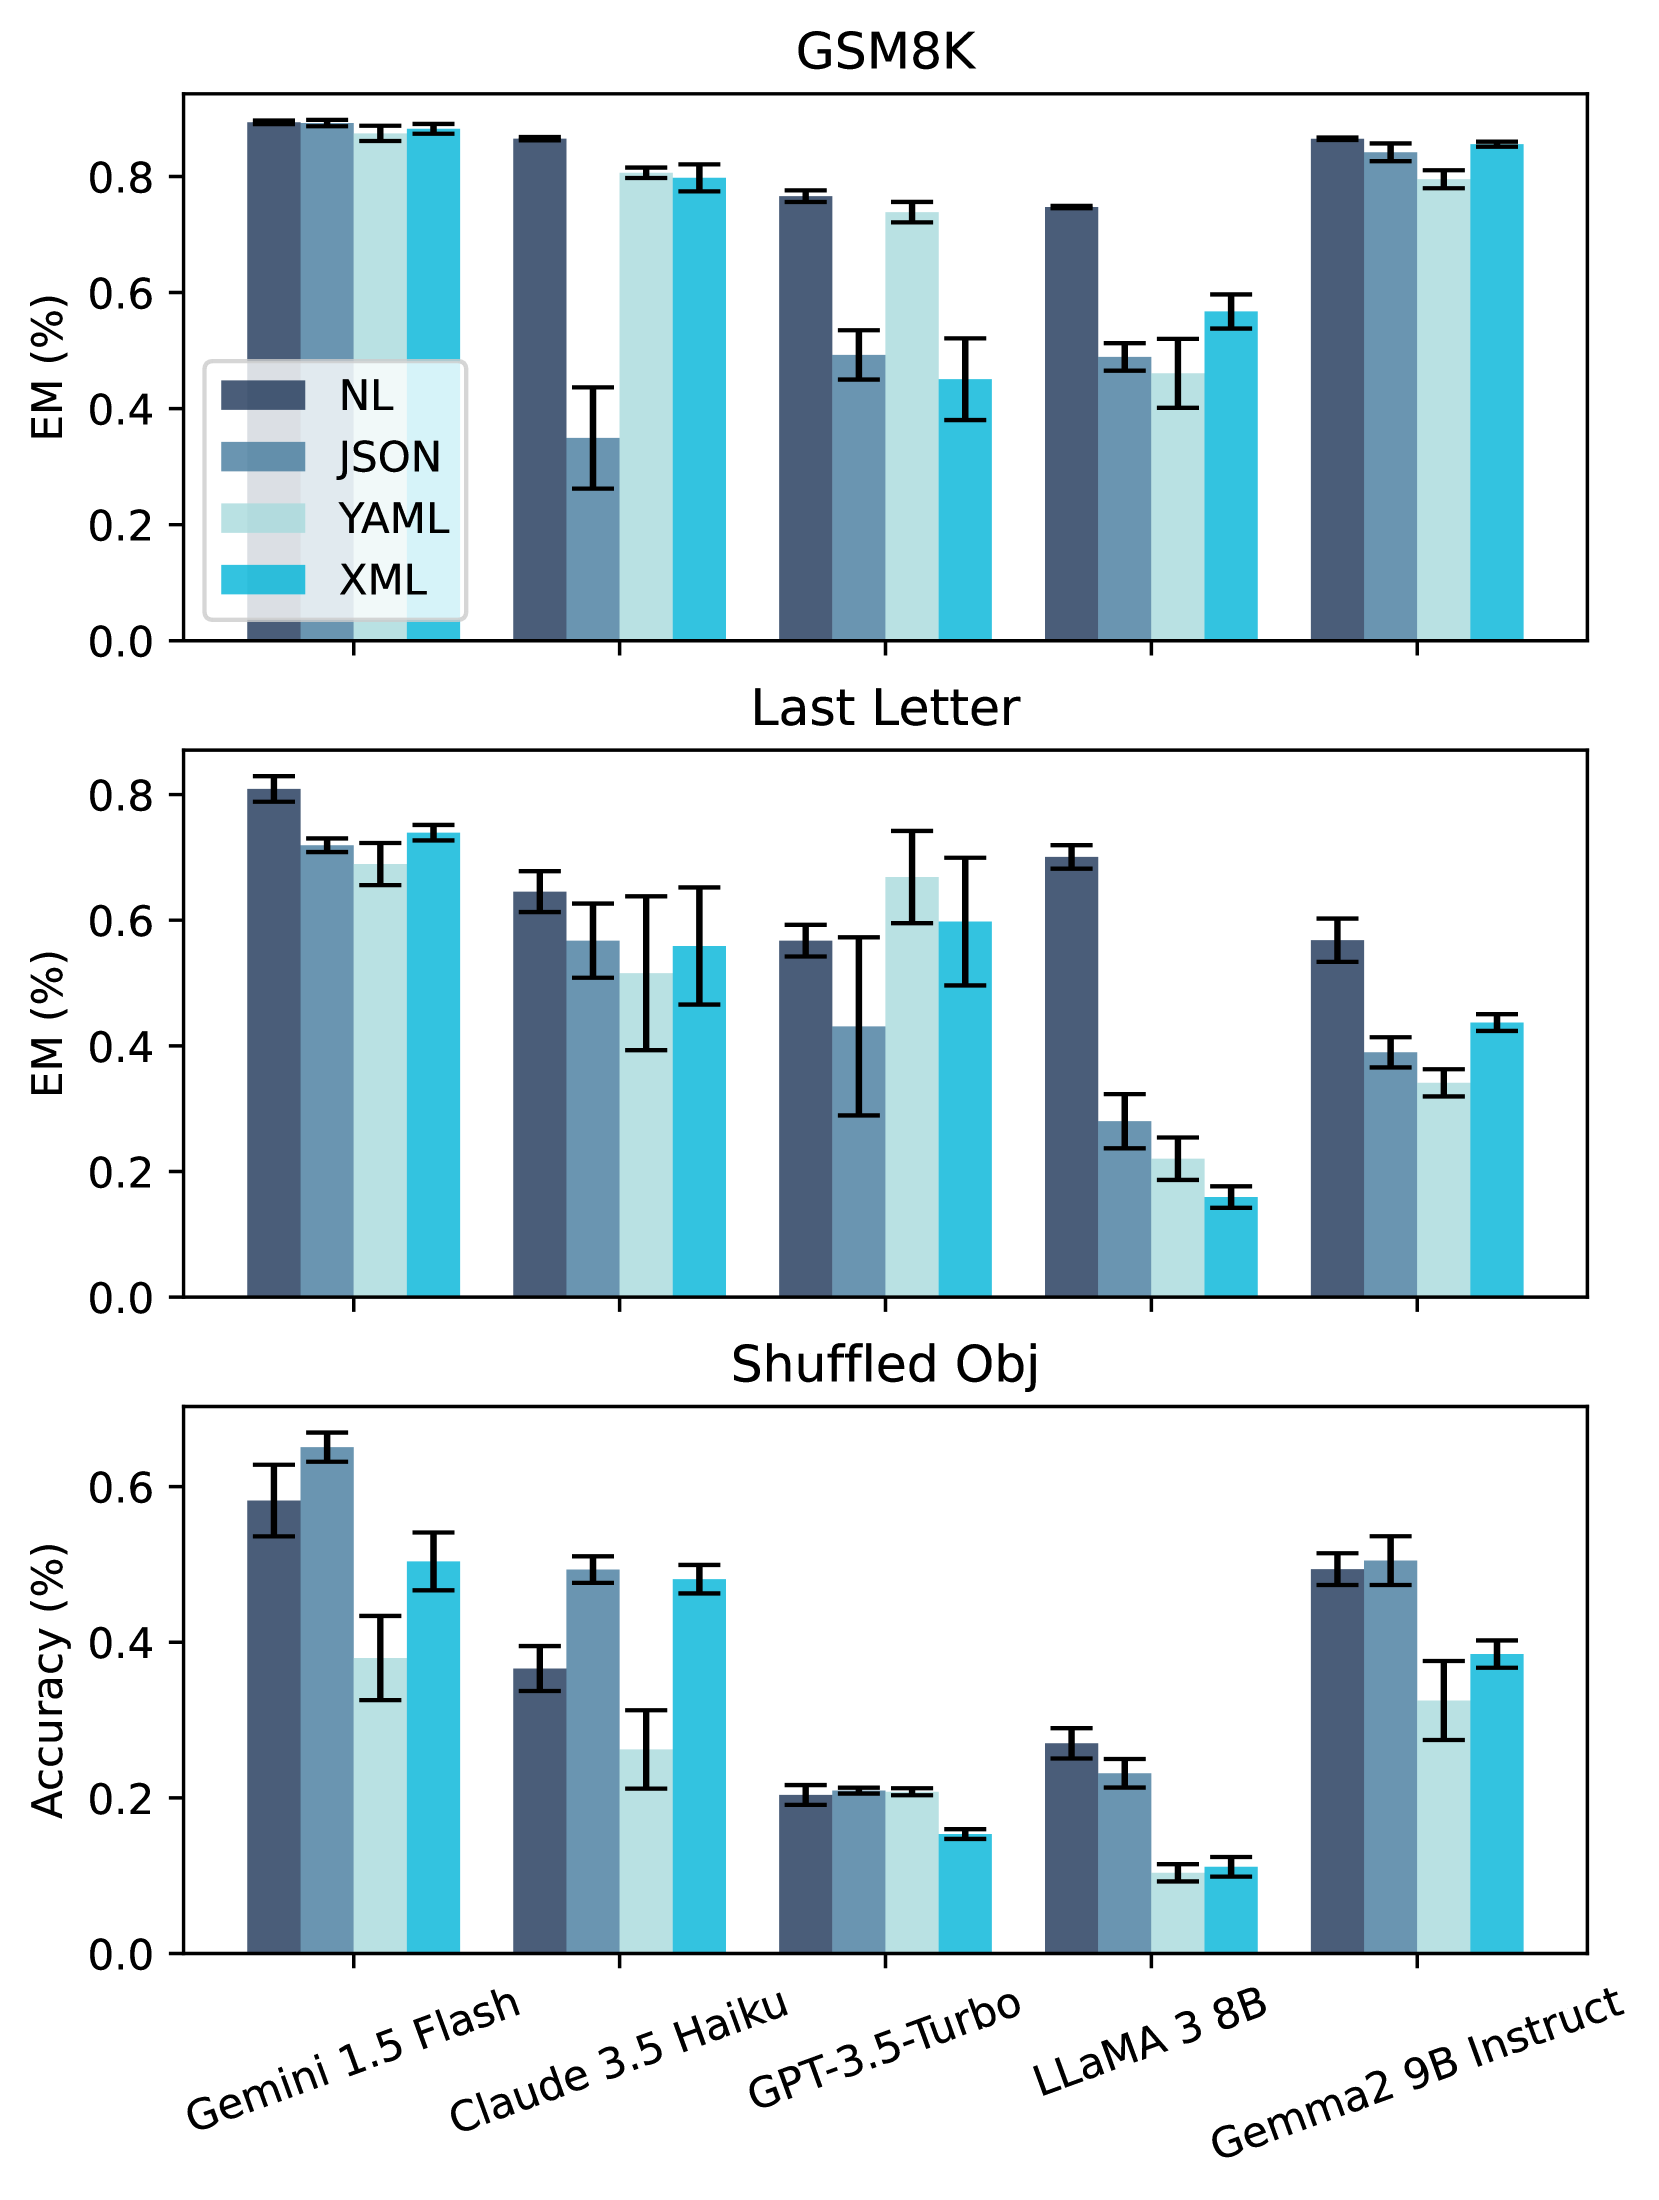 GSM8K
EM (%)
0.8
0.6
0.4
0.2
0.0
NL
JSON
YAML
XML
Last Letter
EM (%)
0.8
0.6
0.4
0.2
0.0
Shuffled Obj
Accuracy (%)
0.6
0.4
0.2
0.0
Gemini 1.5 Flash
Claude 3.5 Haiku
GPT-3.5-Turbo
LLaMA 3 8B
Gemma2 9B Instruct